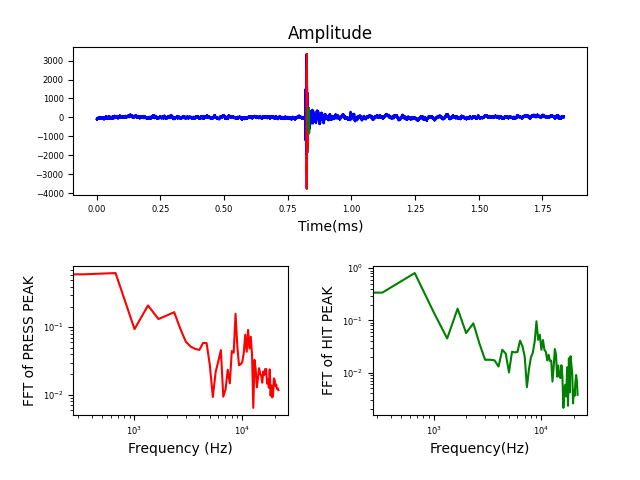 Amplitude
3000
2000
1000
0
−1000
−2000
−3000
−4000
0.00 0.25 0.50 0.75 1.00 1.25 1.50 1.75
Time(ms)
FFT of PRESS PEAK
10⁻¹
10⁻²
10³ 10⁴
Frequency (Hz)
FFT of HIT PEAK
10⁰
10⁻¹
10⁻²
10³ 10⁴
Frequency(Hz)